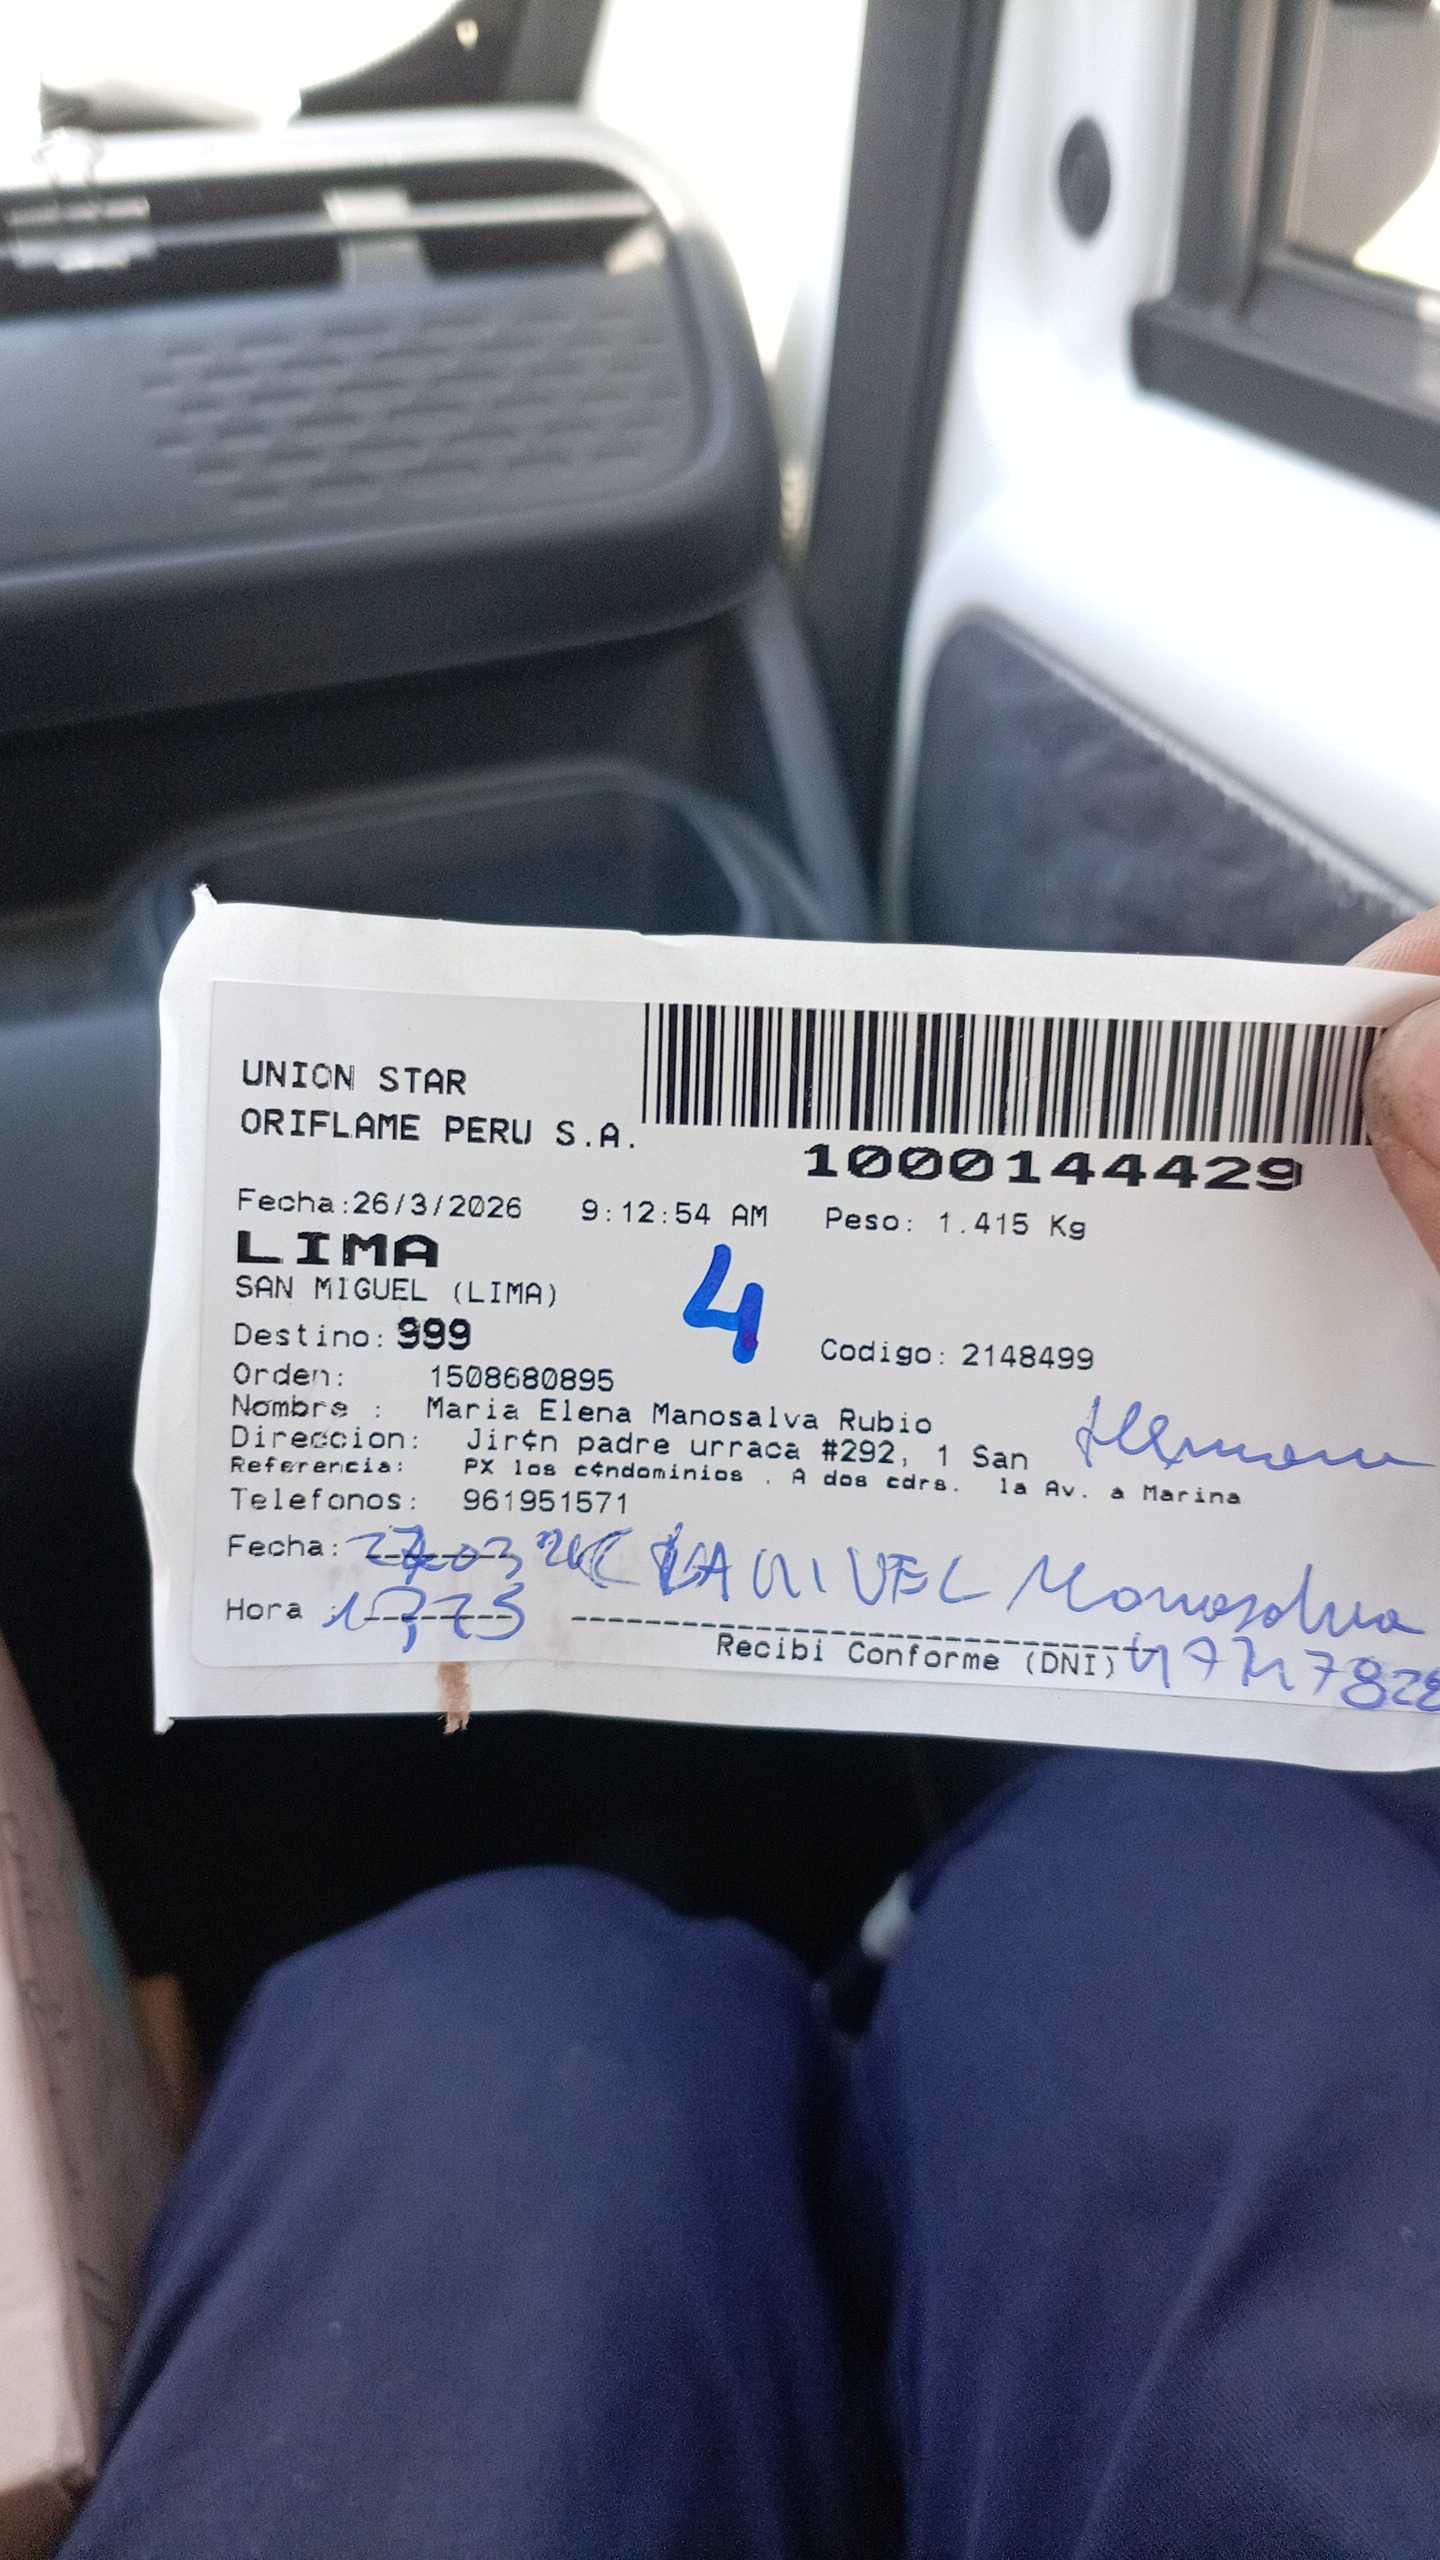 UNION STAR
ORIFLAME PERU S.A.
1000144429
Fecha:26/3/2026 9:12:54 AM Peso: 1.415 Kg
LIMA
SAN MIGUEL (LIMA)
4
Destino: 999
Codigo: 2148499
Orden: 1508680895
Nombre : Maria Elena Manosalva Rubio
Direccion: Jir¢n padre urraca #292, 1 San
Referencia: PX los c¢ndominios . A dos cdrs. la Av. a Marina
Telefonos: 961951571
Fecha: Manosalva
Hora :
Recibi Conforme (DNI)